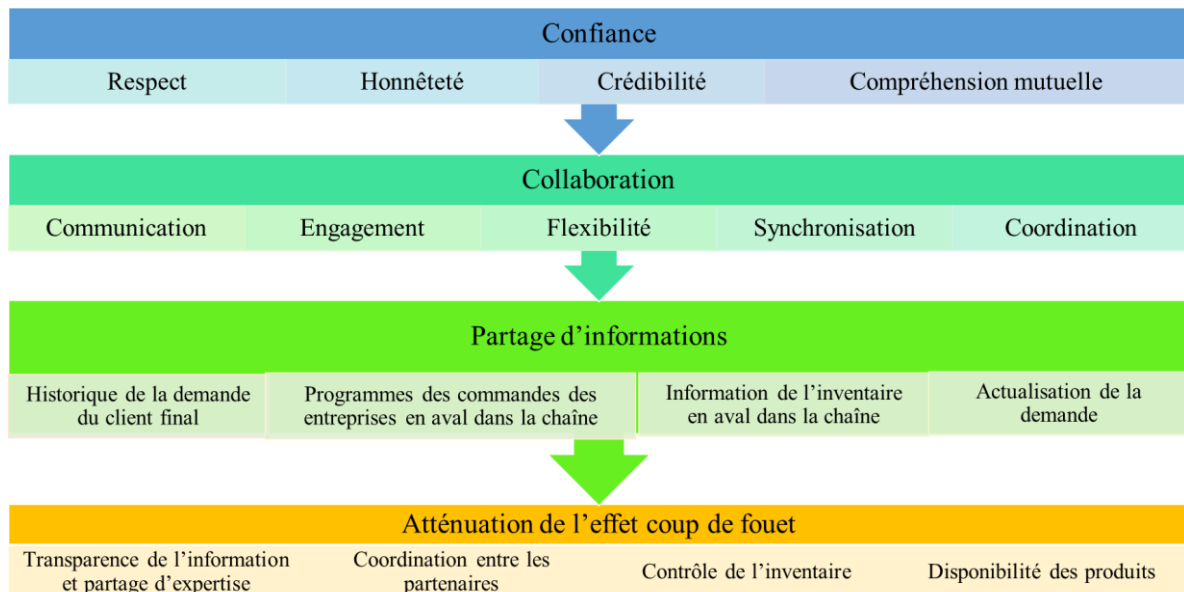 Confiance
Respect
Honnêteté
Crédibilité
Compréhension mutuelle
Collaboration
Communication
Engagement
Flexibilité
Synchronisation
Coordination
Partage d’informations
Historique de la demande
du client final
Programmes des commandes des
entreprises en aval dans la chaîne
Information de l’inventaire
en aval dans la chaîne
Actualisation de la
demande
Atténuation de l’effet coup de fouet
Transparence de l’information
et partage d’expertise
Coordination entre les
partenaires
Contrôle de l’inventaire
Disponibilité des produits